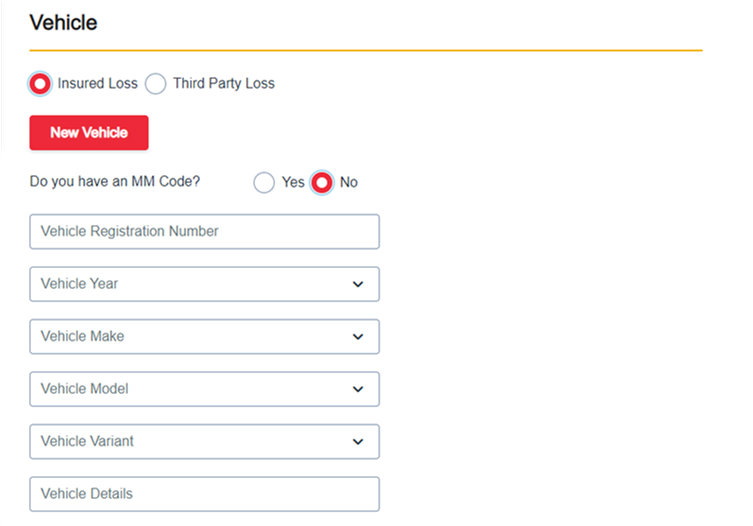 Vehicle
Insured Loss Third Party Loss
New Vehicle
Do you have an MM Code? Yes No
Vehicle Registration Number
Vehicle Year
Vehicle Make
Vehicle Model
Vehicle Variant
Vehicle Details